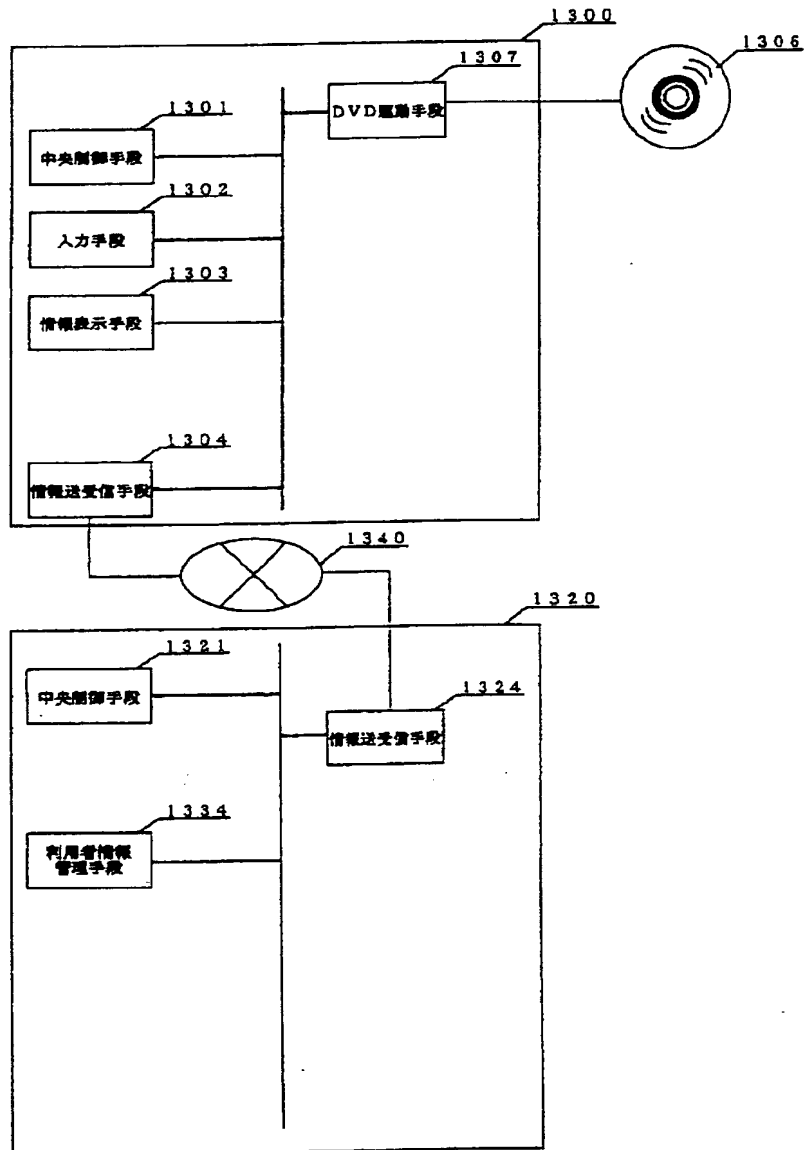 1300
1306
1307
DVD駆動手段
1301
中央制御手段
1302
入力手段
1303
情報表示手段
1304
情報送受信手段
1340
1320
1321
中央制御手段
1324
情報送受信手段
1334
利用者情報
管理手段